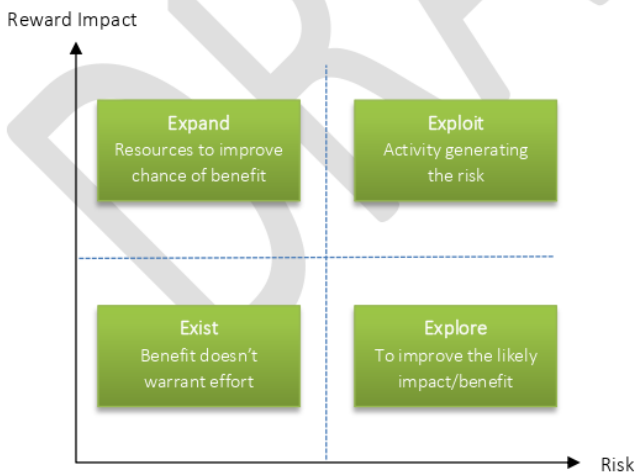 Reward Impact
Expand
Resources to improve
chance of benefit
Exploit
Activity generating
the risk
Exist
Benefit doesn't
warrant effort
Explore
To improve the likely
impact/benefit
Risk